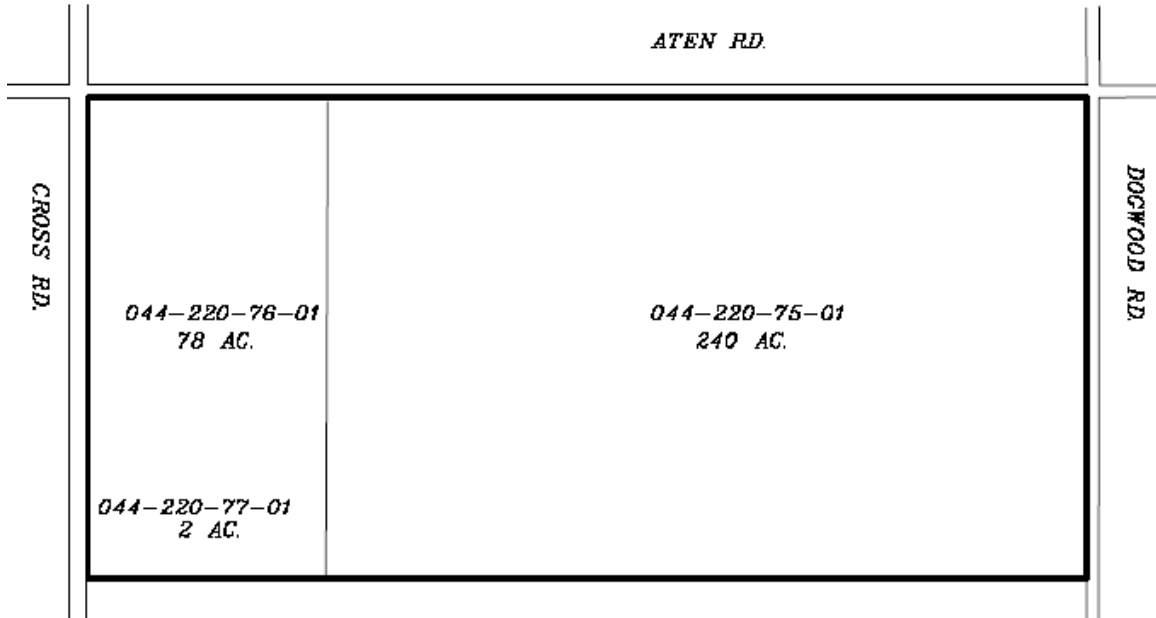 ATEN RD.
CROSS RD.
DOGWOOD RD.
044-220-76-01
78 AC.
044-220-75-01
240 AC.
044-220-77-01
2 AC.